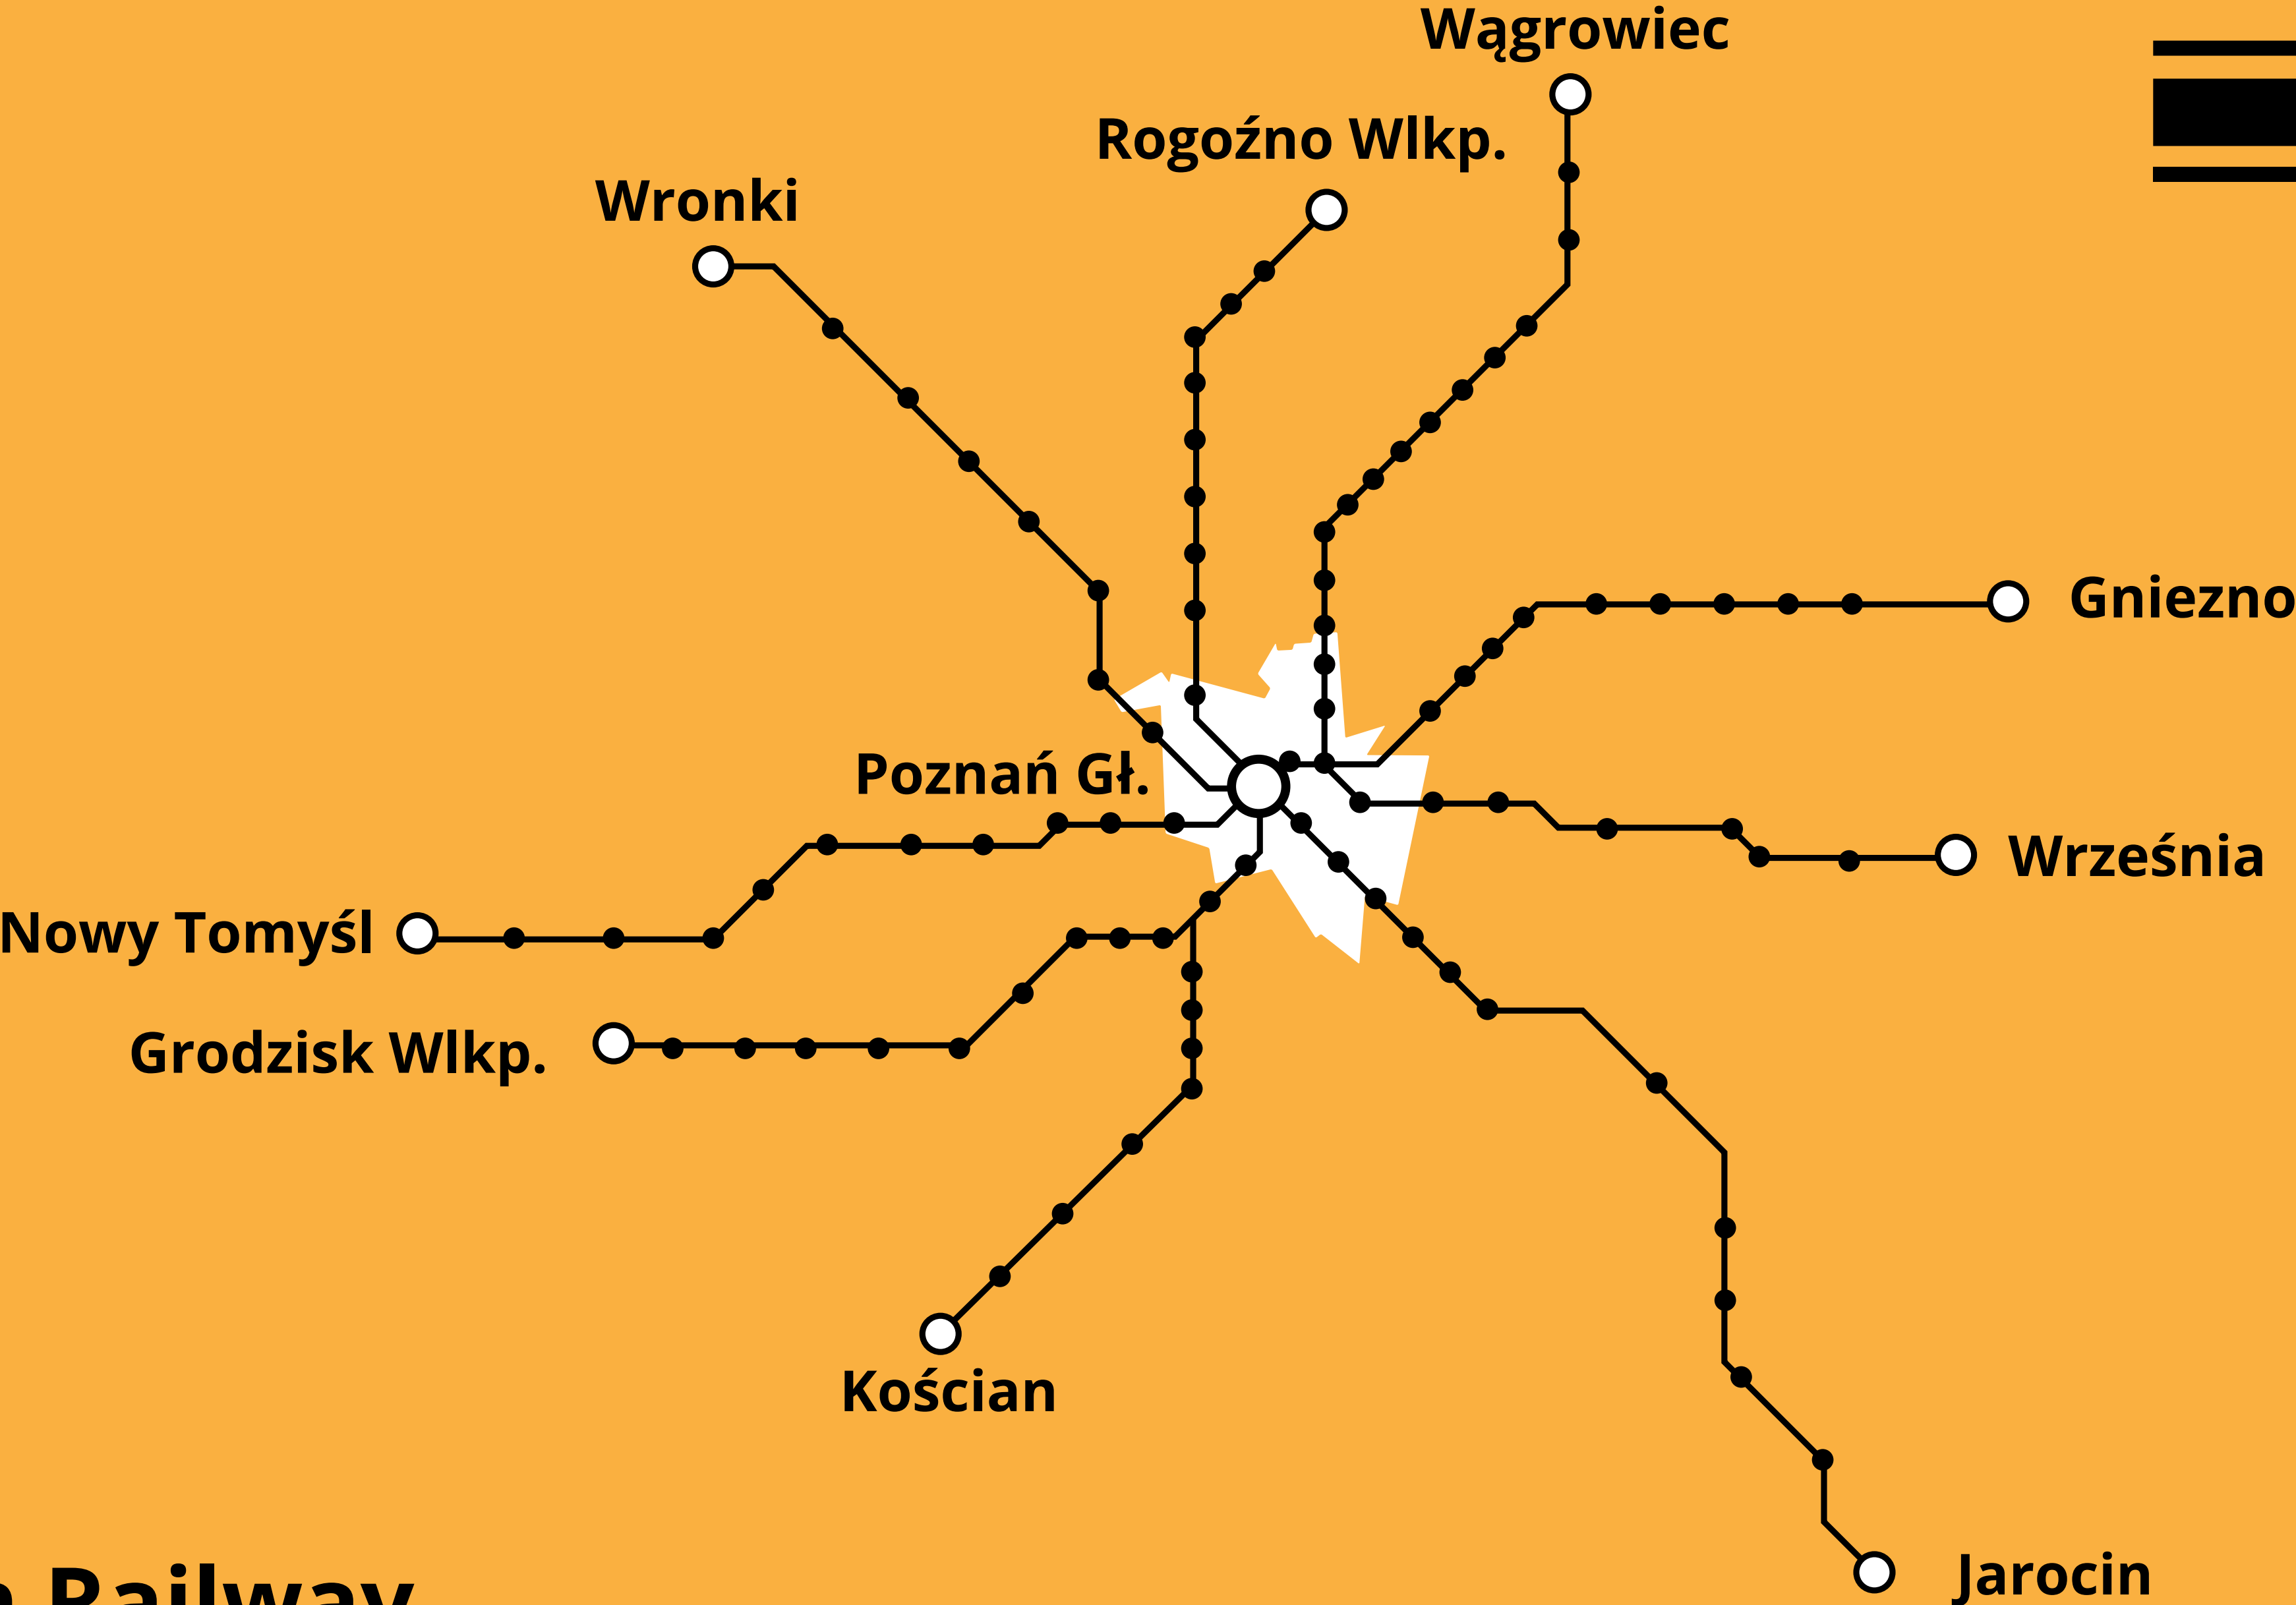 Wągrowiec
Rogoźno Wlkp.
Wronki
Gniezno
Poznań Gł.
Września
Nowy Tomyśl
Grodzisk Wlkp.
Kościan
Jarocin
Railway